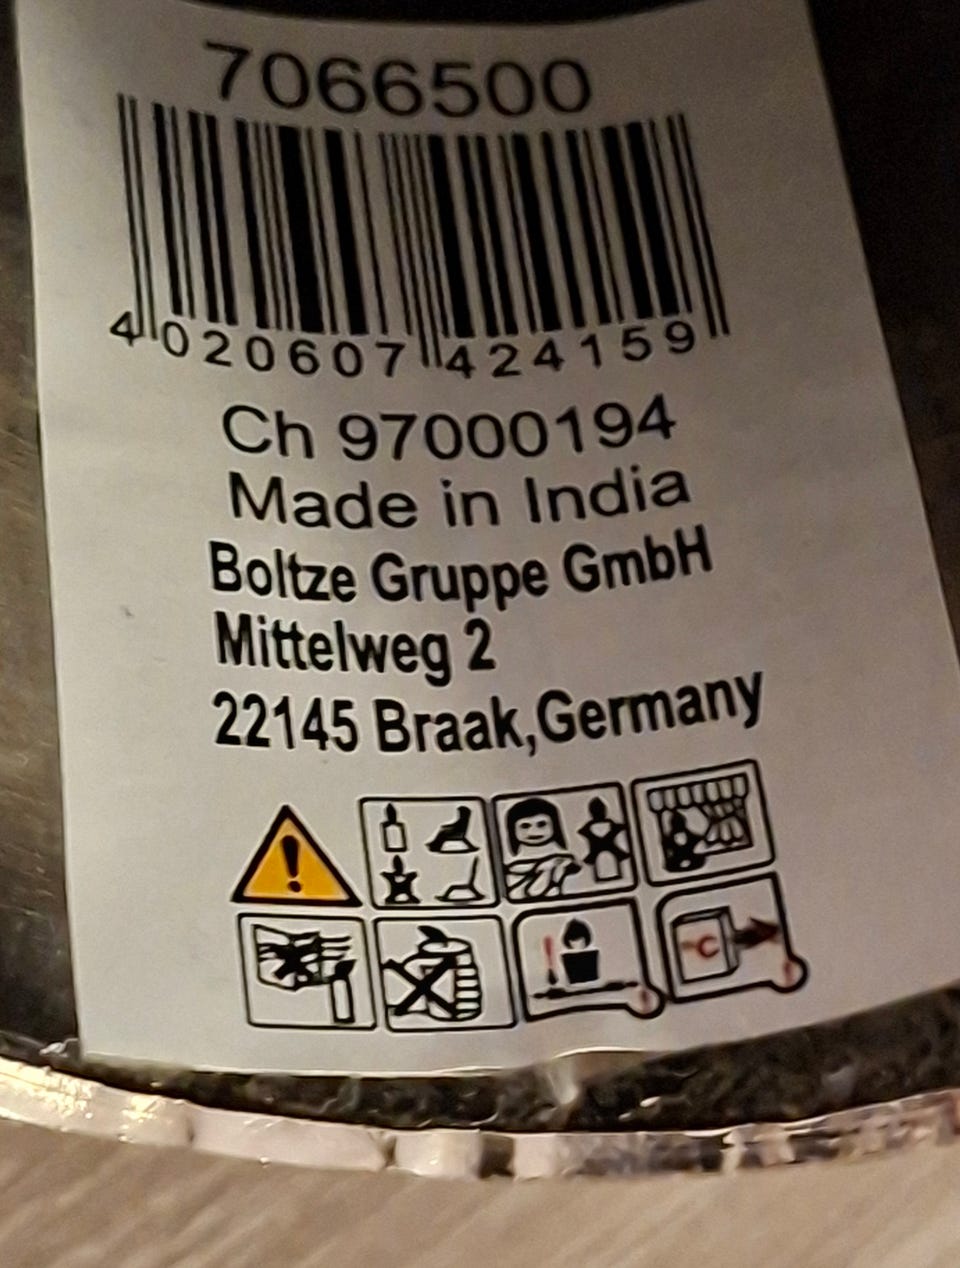 7066500
4 020607 424159
Ch 97000194
Made in India
Boltze Gruppe GmbH
Mittelweg 2
22145 Braak,Germany